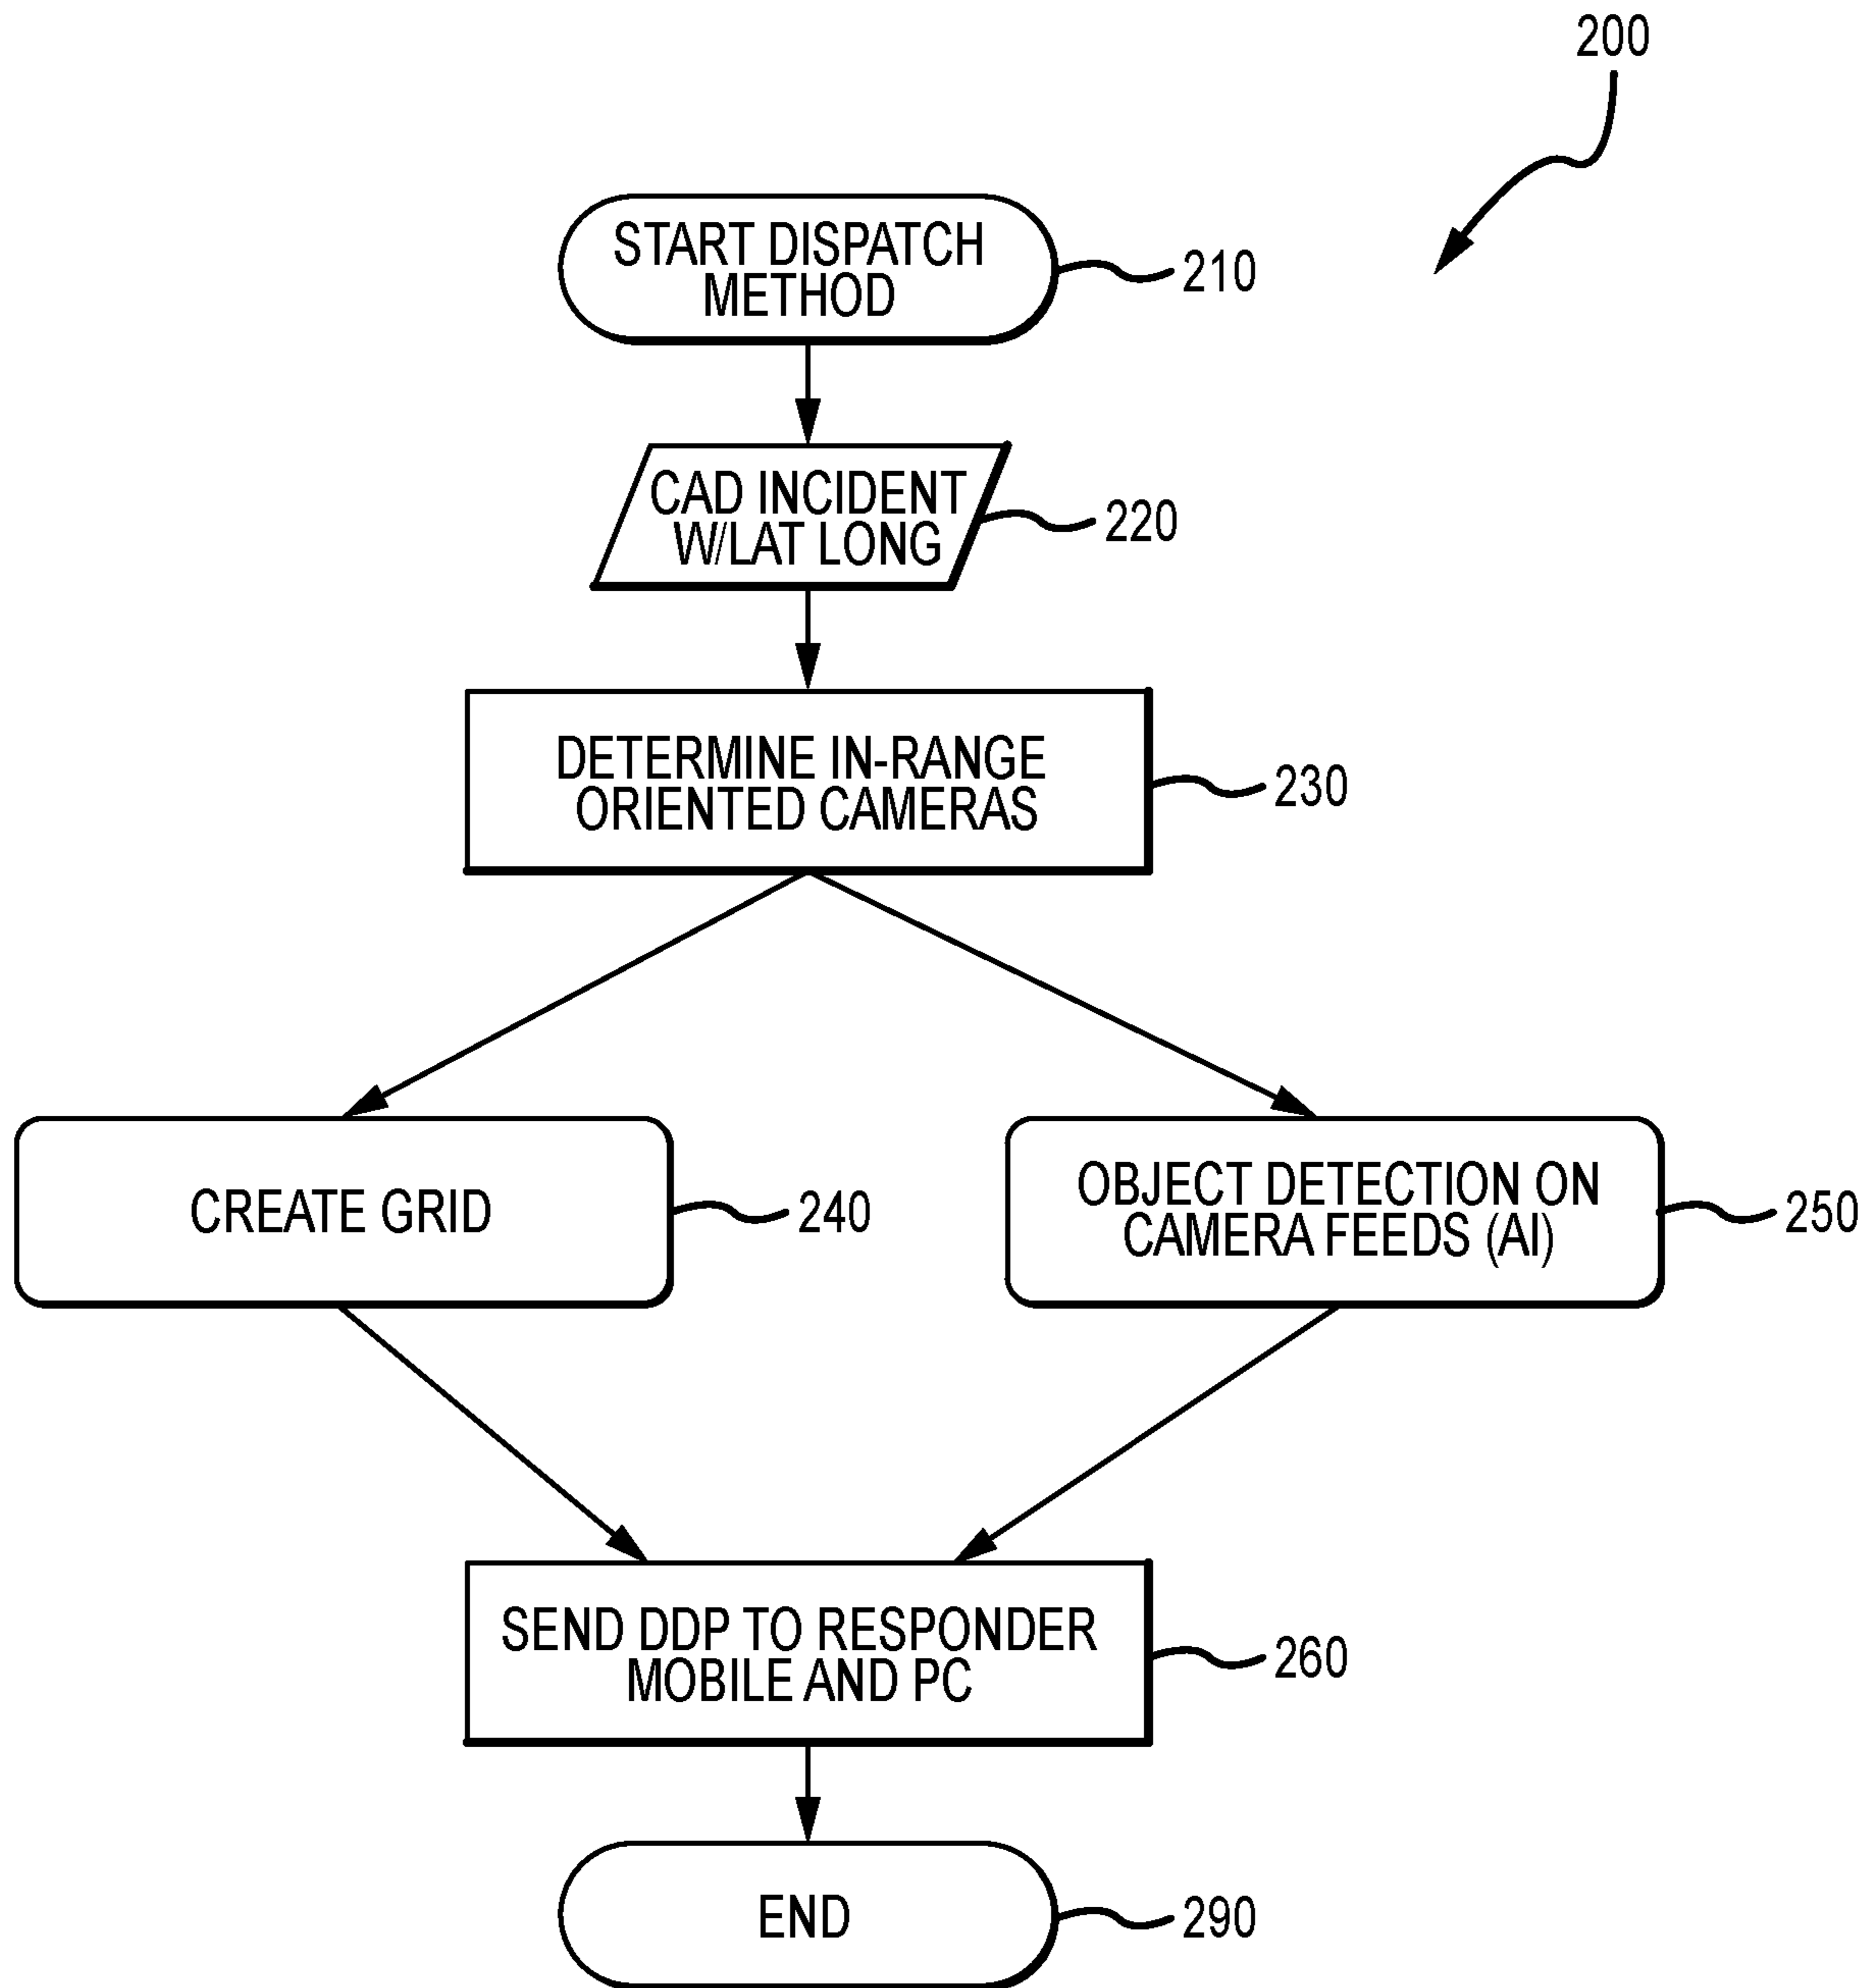 200
START DISPATCH
METHOD
210
CAD INCIDENT
W/LAT LONG
220
DETERMINE IN-RANGE
ORIENTED CAMERAS
230
CREATE GRID
240
OBJECT DETECTION ON
CAMERA FEEDS (AI)
250
SEND DDP TO RESPONDER
MOBILE AND PC
260
END
290